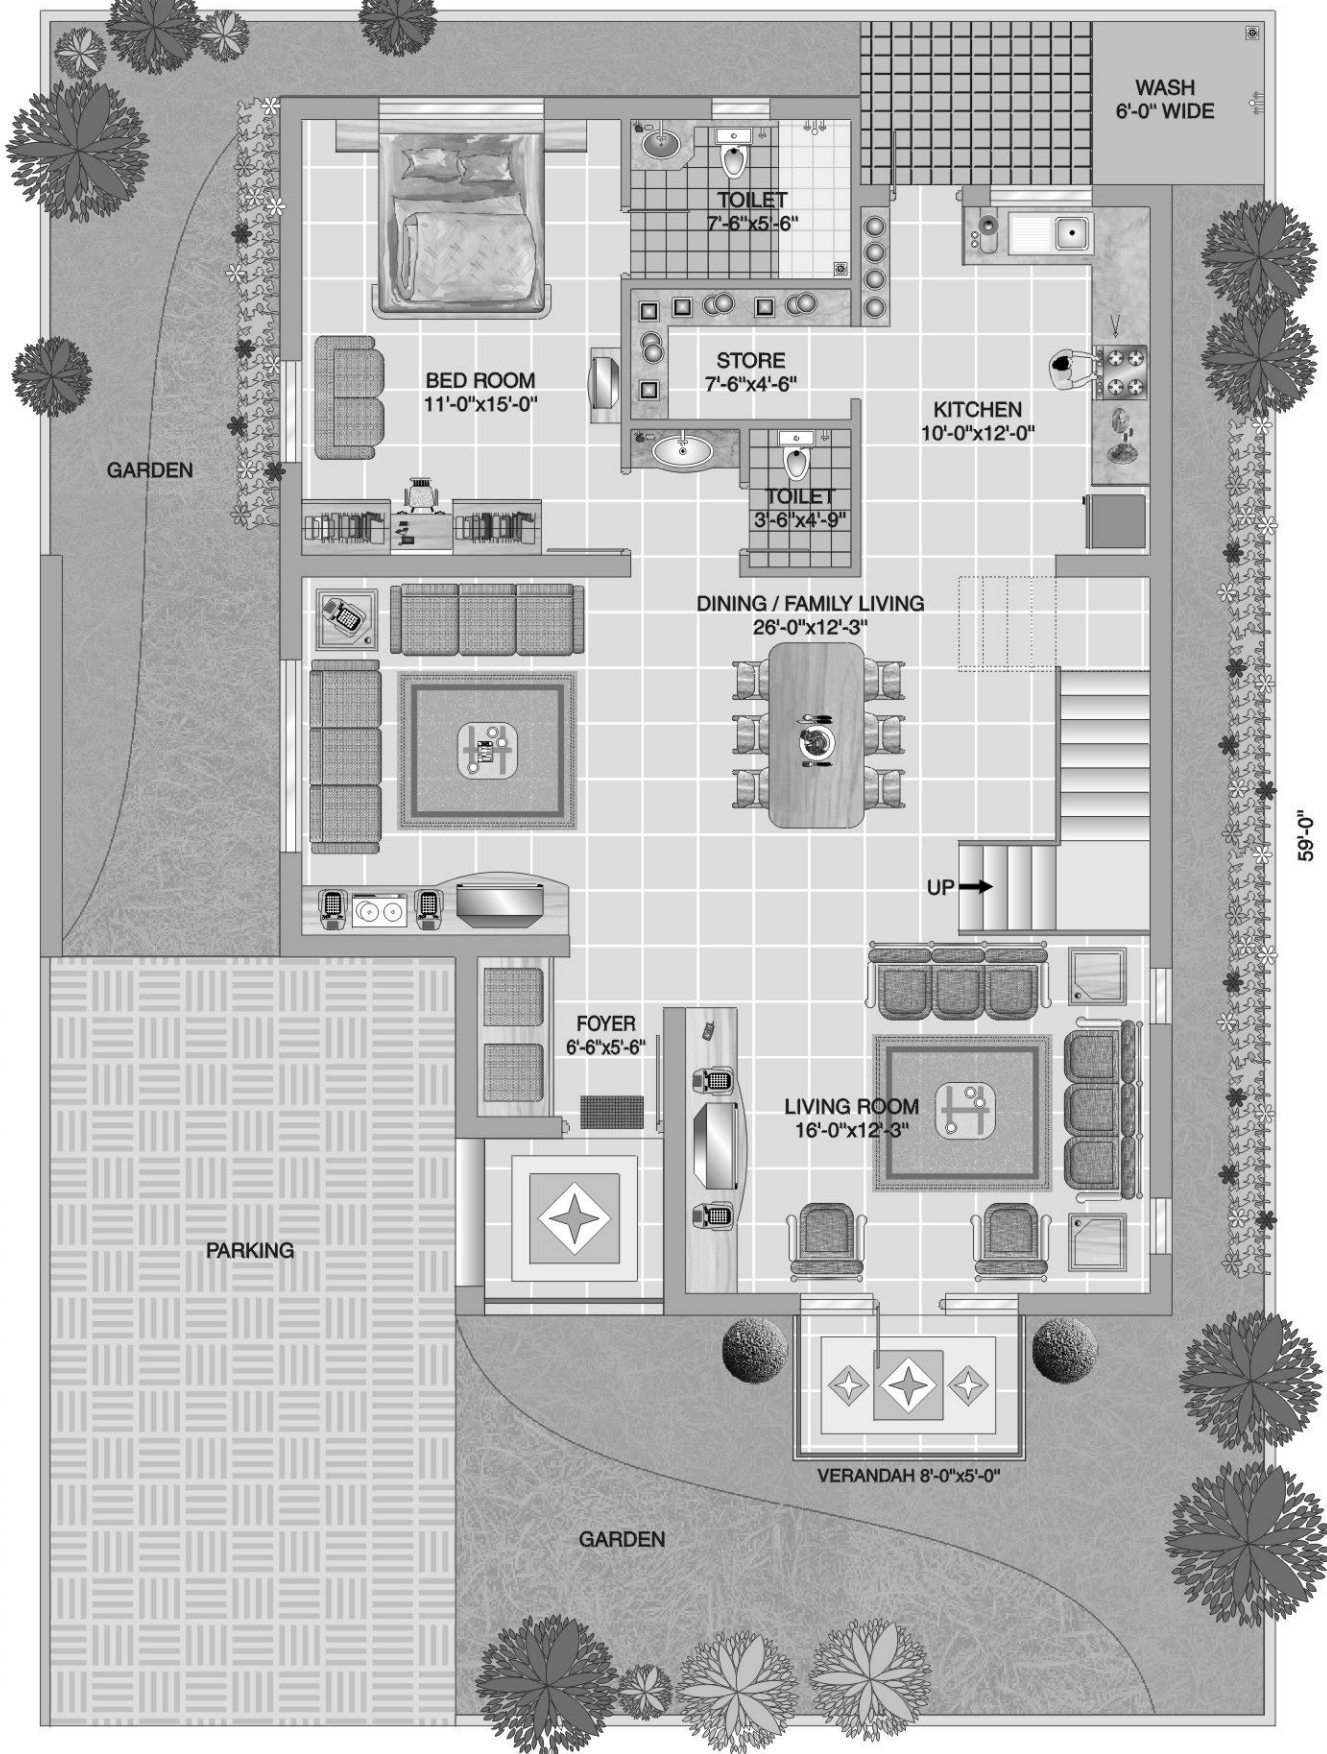 WASH
6'-0" WIDE
TOILET
7'-6"x5'-6"
STORE
7'-6"x4'-6"
BED ROOM
11'-0"x15'-0"
KITCHEN
10'-0"x12'-0"
GARDEN
TOILET
3'-6"x4'-9"
DINING / FAMILY LIVING
26'-0"x12'-3"
59'-0"
UP
FOYER
6'-6"x5'-6"
LIVING ROOM
16'-0"x12'-3"
PARKING
VERANDAH 8'-0"x5'-0"
GARDEN